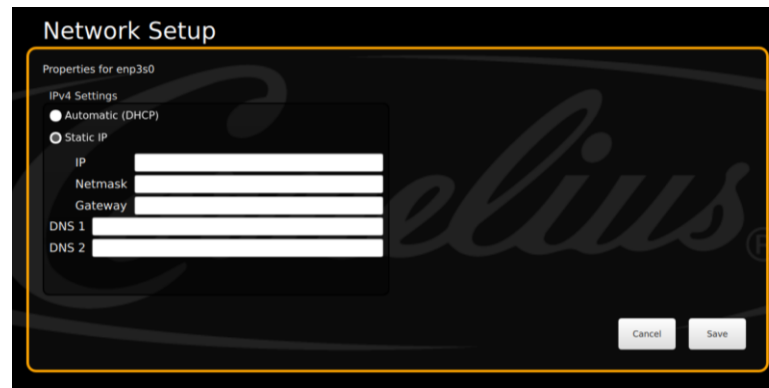 Network Setup
Properties for enp3s0
IPv4 Settings
Automatic (DHCP)
Static IP
IP
Netmask
Gateway
DNS 1
DNS 2
Cancel
Save